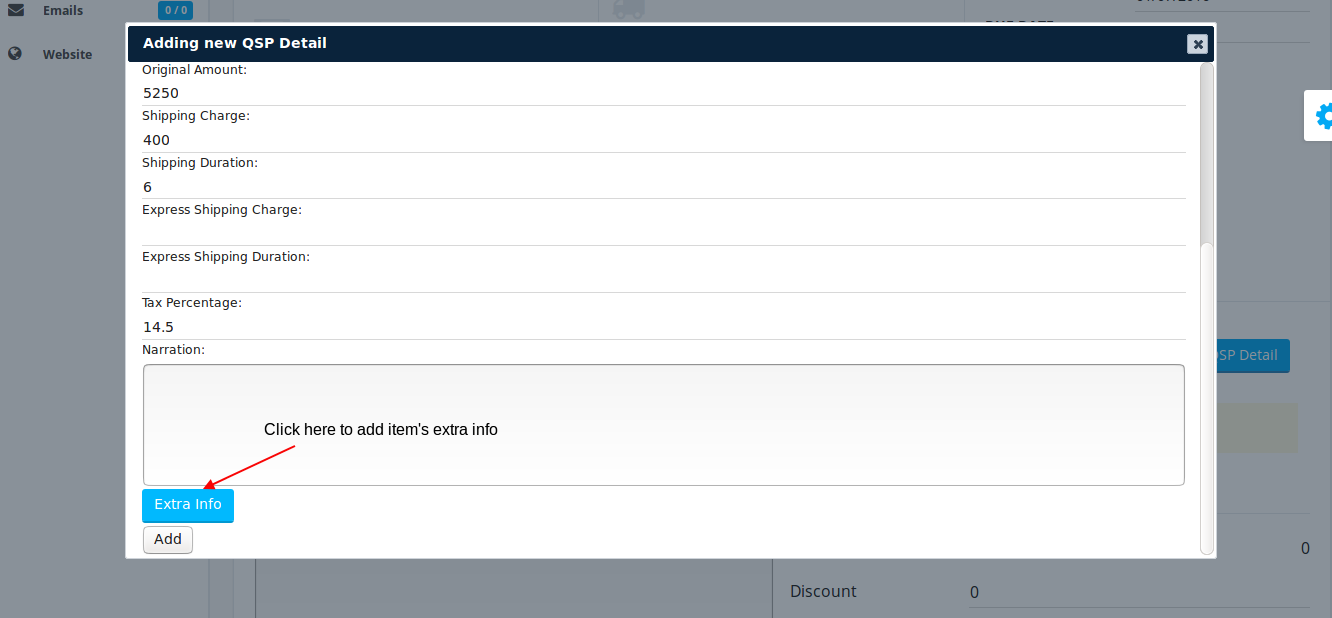 Emails
0 / 0
Website
Adding new QSP Detail
Original Amount:
5250
Shipping Charge:
400
Shipping Duration:
6
Express Shipping Charge:
Express Shipping Duration:
Tax Percentage:
14.5
Narration:
Click here to add item's extra info
Extra Info
Add
SP Detail
0
Discount
0